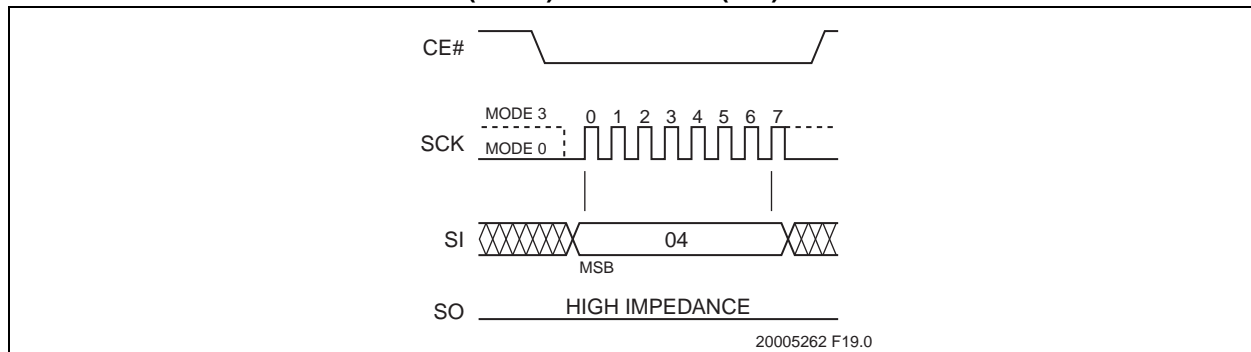 CE#
MODE 3
0 1 2 3 4 5 6 7
SCK
MODE 0
SI
04
MSB
SO
HIGH IMPEDANCE
20005262 F19.0